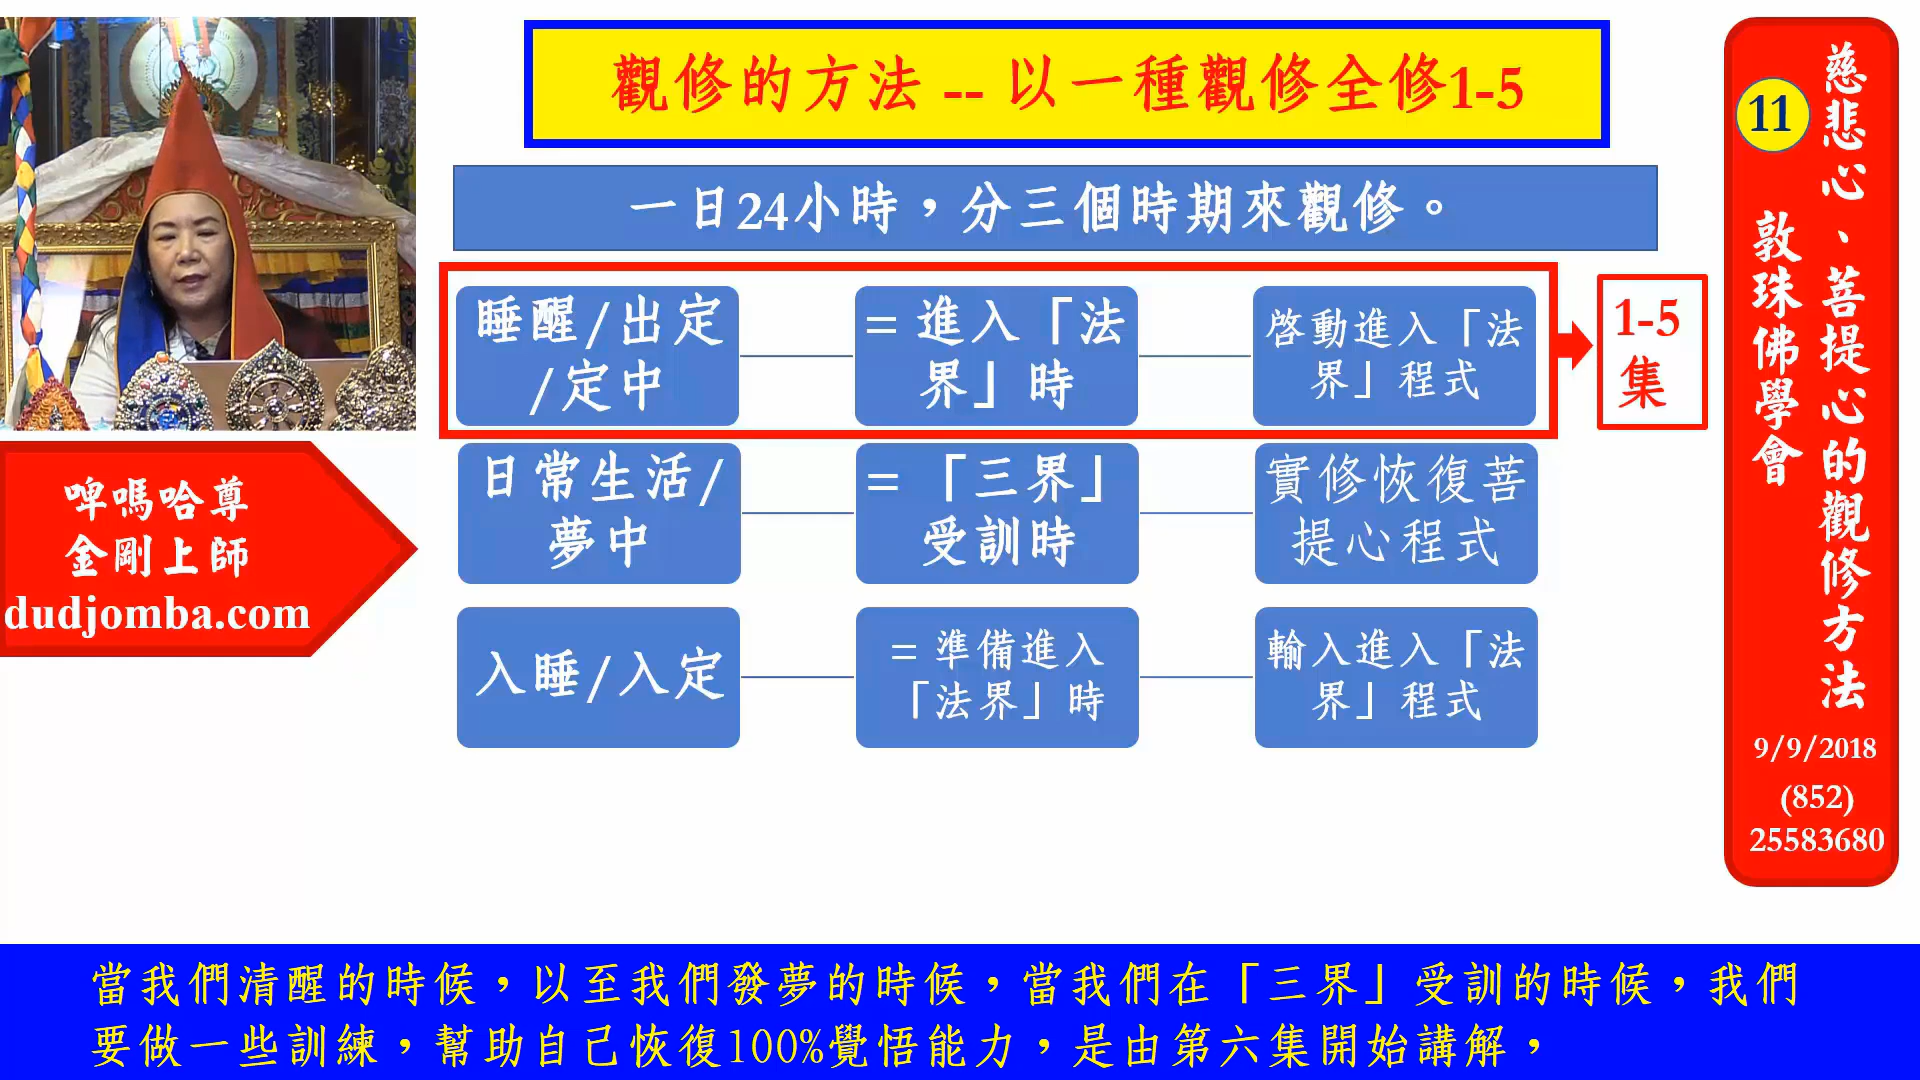 觀修的方法 -- 以一種觀修全修1-5
一日24小時，分三個時期來觀修。
睡醒/出定
/定中
= 進入「法
界」時
啓動進入「法
界」程式
1-5
集
日常生活/
夢中
= 「三界」
受訓時
實修恢復菩
提心程式
入睡/入定
= 準備進入
「法界」時
輸入進入「法
界」程式
啤嗎哈尊
金剛上師
dudjomba.com
慈悲心、菩提心的觀修方法
11
敦珠佛學會
9/9/2018
(852)
25583680
當我們清醒的時候，以至我們發夢的時候，當我們在「三界」受訓的時候，我們
要做一些訓練，幫助自己恢復100%覺悟能力，是由第六集開始講解，